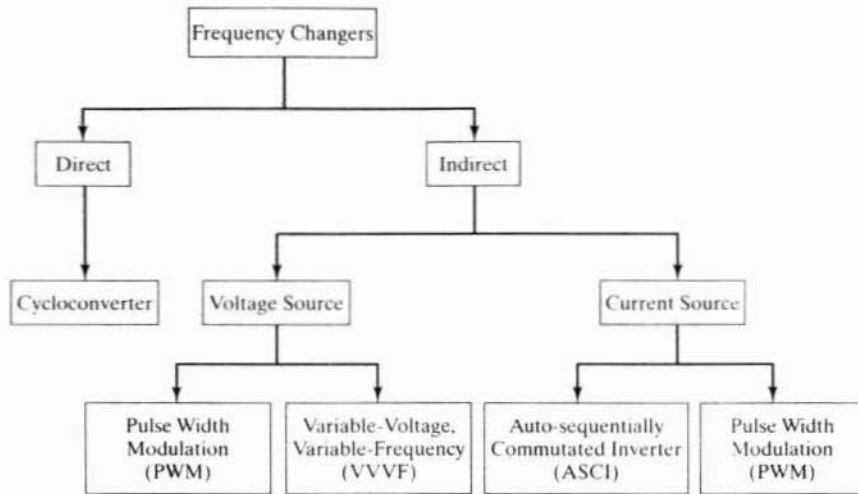 Frequency Changers
Direct
Indirect
Cycloconverter
Voltage Source
Current Source
Pulse Width
Modulation
(PWM)
Variable-Voltage,
Variable-Frequency
(VVVF)
Auto-sequentially
Commutated Inverter
(ASCI)
Pulse Width
Modulation
(PWM)